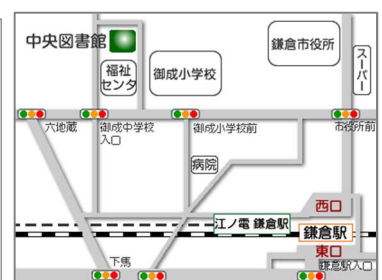 中央図書館
鎌倉市役所
スーパー
福祉
センタ
御成小学校
六地蔵
御成中学校
入口
御成小学校前
市役所前
病院
西口
江ノ電 鎌倉駅
鎌倉駅
東口
下馬
鎌倉駅入口